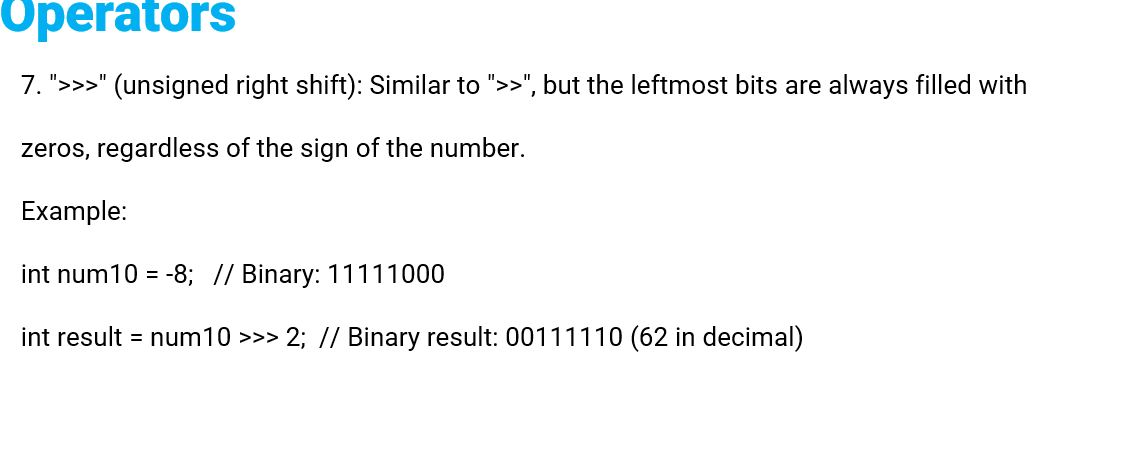 Operators
7. ">>>" (unsigned right shift): Similar to ">>", but the leftmost bits are always filled with
zeros, regardless of the sign of the number.
Example:
int num10 = -8;   // Binary: 11111000
int result = num10 >>> 2;  // Binary result: 00111110 (62 in decimal)